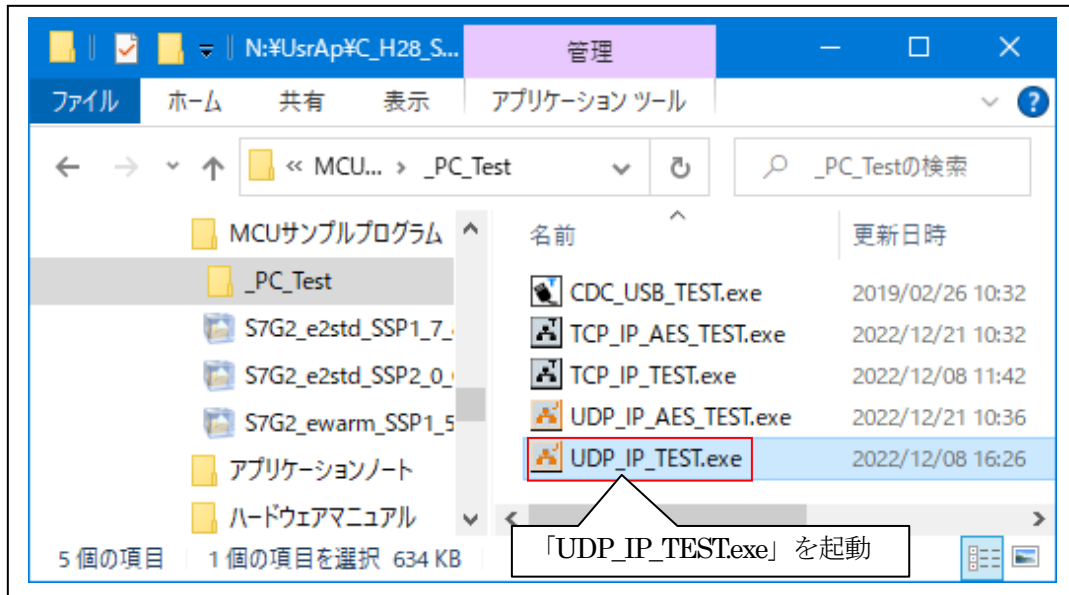 N:¥UsrAp¥C_H28_S... 管理
ファイル ホーム 共有 表示 アプリケーション ツール
« MCU... › _PC_Test _PC_Testの検索
MCUサンプルプログラム
_PC_Test
S7G2_e2std_SSP1_7_
S7G2_e2std_SSP2_0_
S7G2_ewarm_SSP1_5
アプリケーションノート
ハードウェアマニュアル
名前 更新日時
CDC_USB_TEST.exe 2019/02/26 10:32
TCP_IP_AES_TEST.exe 2022/12/21 10:32
TCP_IP_TEST.exe 2022/12/08 11:42
UDP_IP_AES_TEST.exe 2022/12/21 10:36
UDP_IP_TEST.exe 2022/12/08 16:26
「UDP_IP_TEST.exe」を起動
5 個の項目 1 個の項目を選択 634 KB